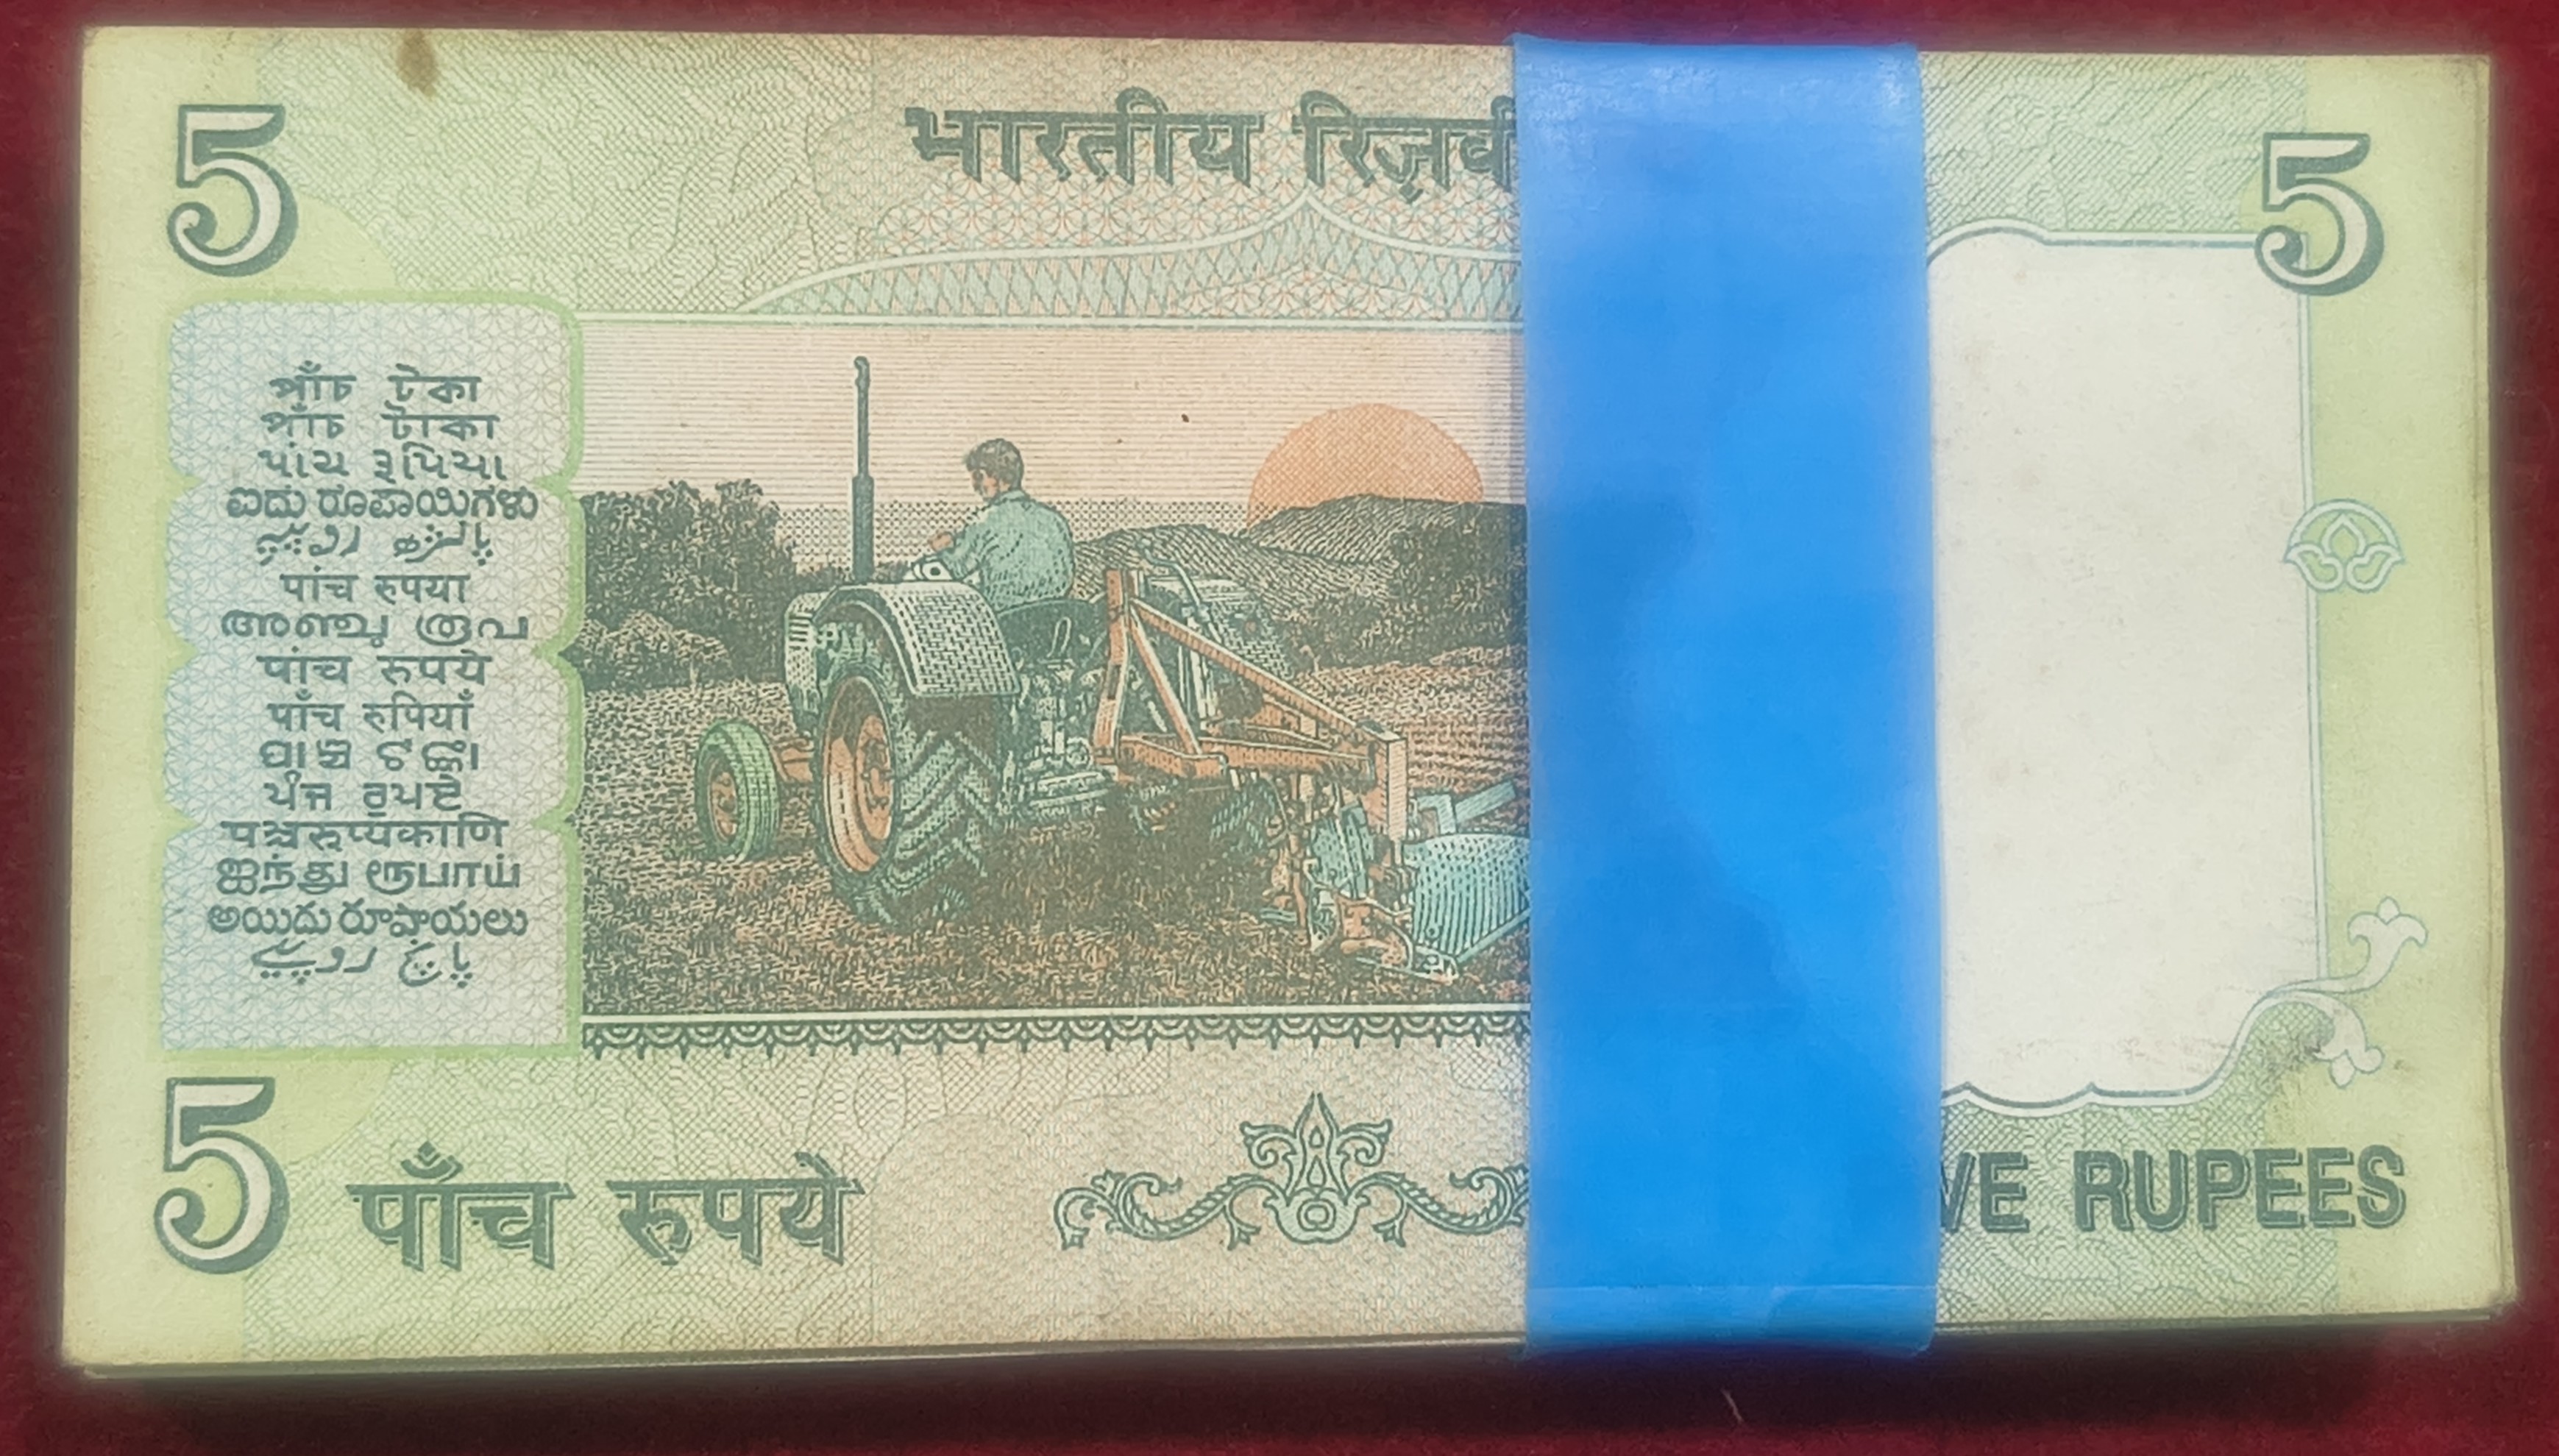 5
भारतीय रिज़र्व
5
পাঁচ টকা
পাঁচ টাকা
પાંચ રૂપિયા
ಐದು ರೂಪಾಯಿಗಳು
پانژھ روپیہِ
पांच रुपया
അഞ്ചു രൂപ
पांच रुपये
पाँच रुपियाँ
ପାଞ୍ଚ ଟଙ୍କା
ਪੰਜ ਰੁਪਏ
पञ्चरुप्यकाणि
ஐந்து ரூபாய்
అయిదు రూపాయలు
پانچ روپیے
5
पाँच रुपये
VE RUPEES